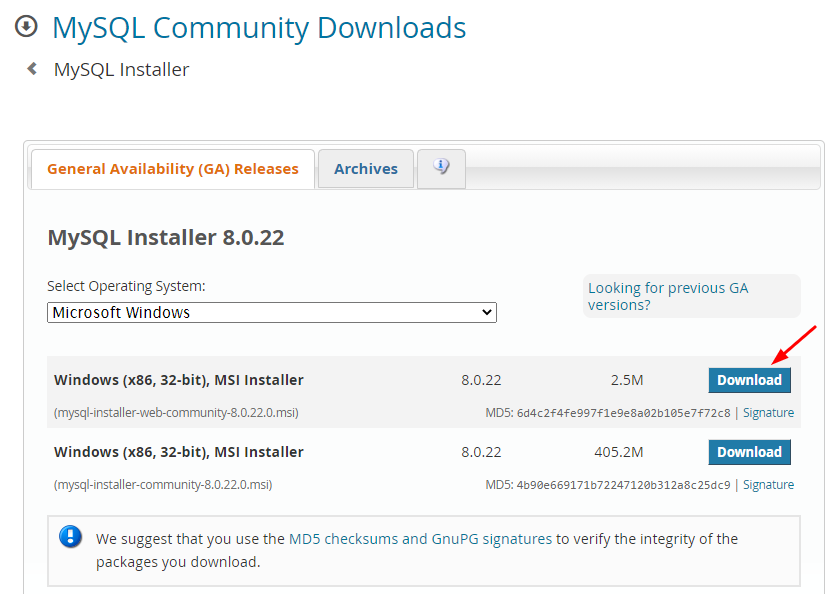 MySQL Community Downloads
MySQL Installer
General Availability (GA) Releases Archives
MySQL Installer 8.0.22
Select Operating System:
Looking for previous GA
versions?
Microsoft Windows
Windows (x86, 32-bit), MSI Installer 8.0.22 2.5M Download
(mysql-installer-web-community-8.0.22.0.msi) MD5: 6d4c2f4fe997f1e9e8a02b105e7f72c8 | Signature
Windows (x86, 32-bit), MSI Installer 8.0.22 405.2M Download
(mysql-installer-community-8.0.22.0.msi) MD5: 4b90e669171b72247120b312a8c25dc9 | Signature
We suggest that you use the MD5 checksums and GnuPG signatures to verify the integrity of the
packages you download.